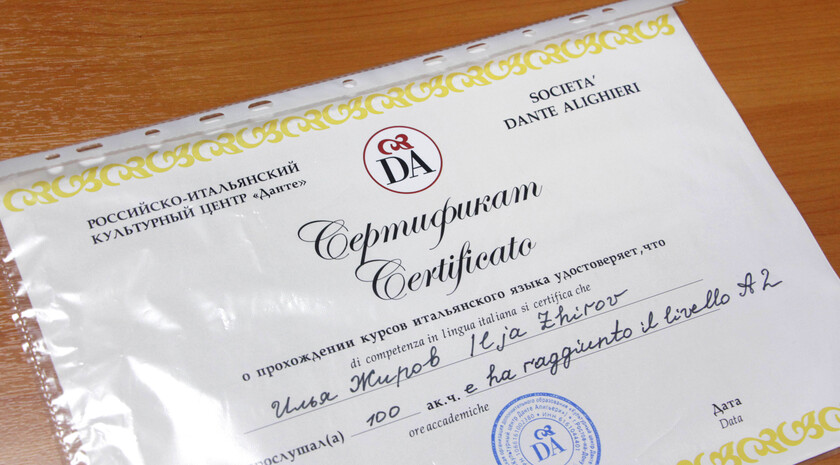 РОССИЙСКО-ИТАЛЬЯНСКИЙ
КУЛЬТУРНЫЙ ЦЕНТР «Данте»
SOCIETA'
DANTE ALIGHIERI
DA
Сертификат
Certificato
о прохождении курсов итальянского языка удостоверяет, что
di competenza in lingua italiana si certifica che
Илья Жиров Ilja Zhirov
прослушал(а) 100 ак.ч. e ha raggiunto il livello A2
ore accademiche
Дата
Data
DA